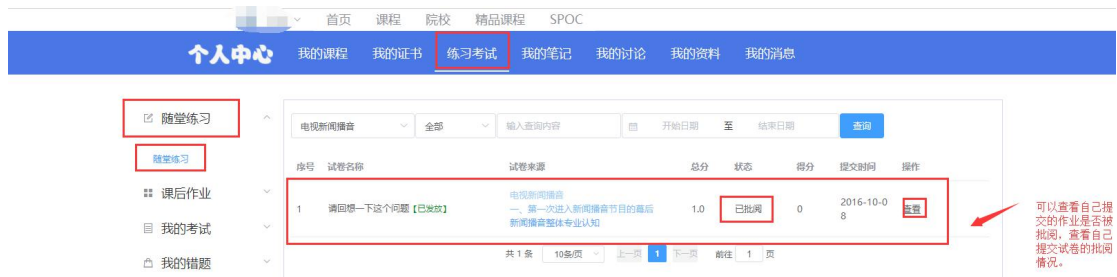 首页 课程 院校 精品课程 SPOC
个人中心 我的课程 我的证书 练习考试 我的笔记 我的讨论 我的资料 我的消息
随堂练习
随堂练习
课后作业
我的考试
我的错题
电视新闻播音 全部 输入查询内容 开始日期 至 结束日期 查询
序号 试卷名称 试卷来源 总分 状态 得分 提交时间 操作
电视新闻播音
1 请回想一下这个问题【已发放】 一、第一次进入新闻播音节目的幕后 1.0 已批阅 0 2016-10-0 查看
新闻播音整体专业认知 8
共 1 条 10条/页 上一页 1 下一页 前往 1 页
可以查看自己提
交的作业是否被
批阅，查看自己
提交试卷的批阅
情况。